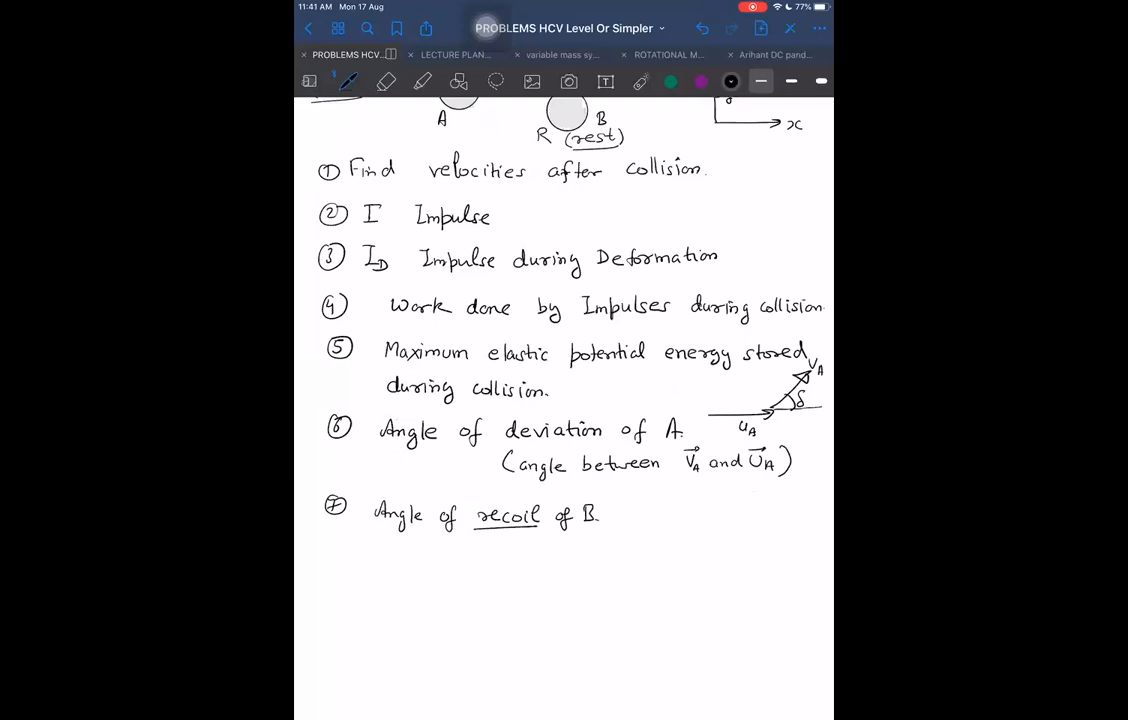 11:41 AM Mon 17 Aug
77%
PROBLEMS HCV Level Or Simpler
PROBLEMS HCV...
LECTURE PLAN...
variable mass sy...
ROTATIONAL M...
Arihant DC pand...
A
B
R (rest)
x
① Find velocities after collision.
② I Impulse
③ I_D Impulse during Deformation
④ Work done by Impulses during collision
⑤ Maximum elastic potential energy stored
during collision.
V_A
δ
u_A
⑥ Angle of deviation of A.
(angle between V⃗_A and U⃗_A)
⑦ Angle of recoil of B.